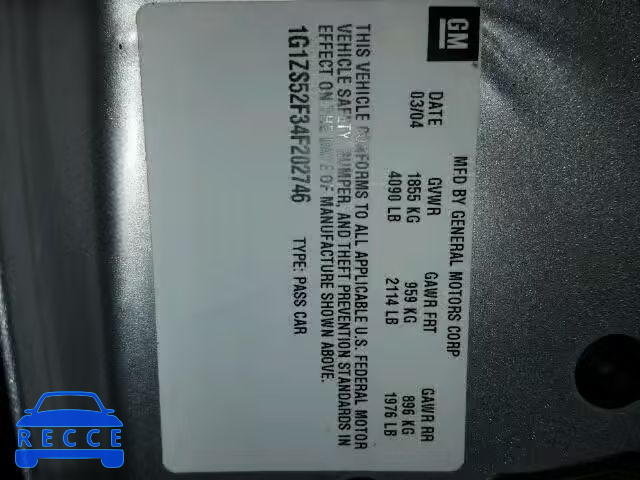 GM
MFD BY GENERAL MOTORS CORP
DATE GVWR GAWR FRT GAWR RR
03/04 1855 KG 959 KG 896 KG
4090 LB 2114 LB 1976 LB
THIS VEHICLE CONFORMS TO ALL APPLICABLE U.S. FEDERAL MOTOR
VEHICLE SAFETY, BUMPER, AND THEFT PREVENTION STANDARDS IN
EFFECT ON THE DATE OF MANUFACTURE SHOWN ABOVE.
1G1ZS52F34F202746 TYPE: PASS CAR
RECCE